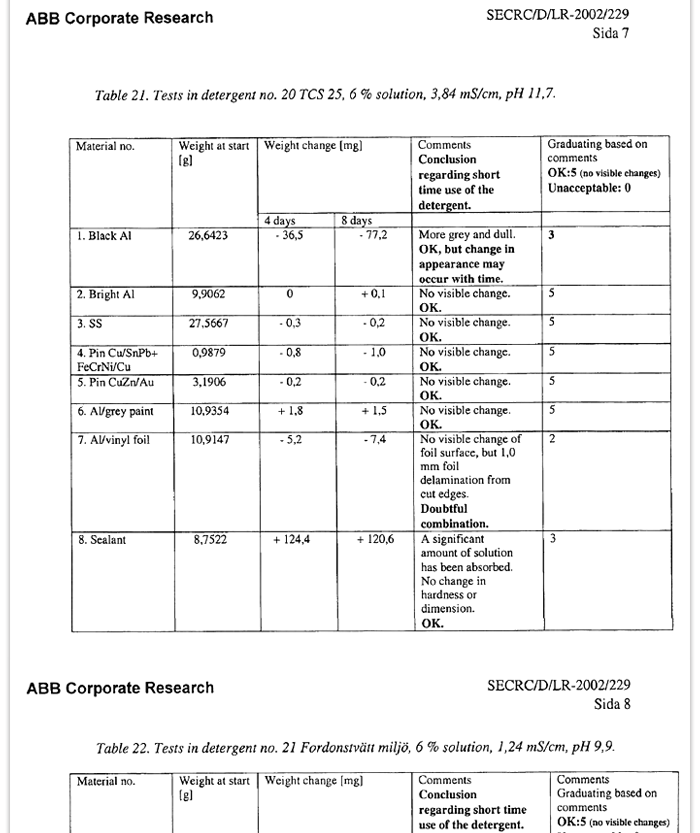 ABB Corporate Research
SECRC/D/LR-2002/229
Sida 7
Table 21. Tests in detergent no. 20 TCS 25, 6 % solution, 3,84 mS/cm, pH 11,7.
Material no. Weight at start Weight change [mg] Comments Graduating based on
[g] Conclusion comments
regarding short OK:5 (no visible changes)
time use of the Unacceptable: 0
detergent.
4 days 8 days
1. Black Al 26,6423 - 36,5 - 77,2 More grey and dull. 3
OK, but change in
appearance may
occur with time.
2. Bright Al 9,9062 0 + 0,1 No visible change. 5
OK.
3. SS 27,5667 - 0,3 - 0,2 No visible change. 5
OK.
4. Pin Cu/SnPb+ 0,9879 - 0,8 - 1,0 No visible change. 5
FeCrNi/Cu OK.
5. Pin CuZn/Au 3,1906 - 0,2 - 0,2 No visible change. 5
OK.
6. Al/grey paint 10,9354 + 1,8 + 1,5 No visible change. 5
OK.
7. Al/vinyl foil 10,9147 - 5,2 - 7,4 No visible change of 2
foil surface, but 1,0
mm foil
delamination from
cut edges.
Doubtful
combination.
8. Sealant 8,7522 + 124,4 + 120,6 A significant 3
amount of solution
has been absorbed.
No change in
hardness or
dimension.
OK.
ABB Corporate Research
SECRC/D/LR-2002/229
Sida 8
Table 22. Tests in detergent no. 21 Fordonstvätt miljö, 6 % solution, 1,24 mS/cm, pH 9,9.
Material no. Weight at start Weight change [mg] Comments Comments
[g] Conclusion Graduating based on
regarding short time comments
use of the detergent. OK:5 (no visible changes)